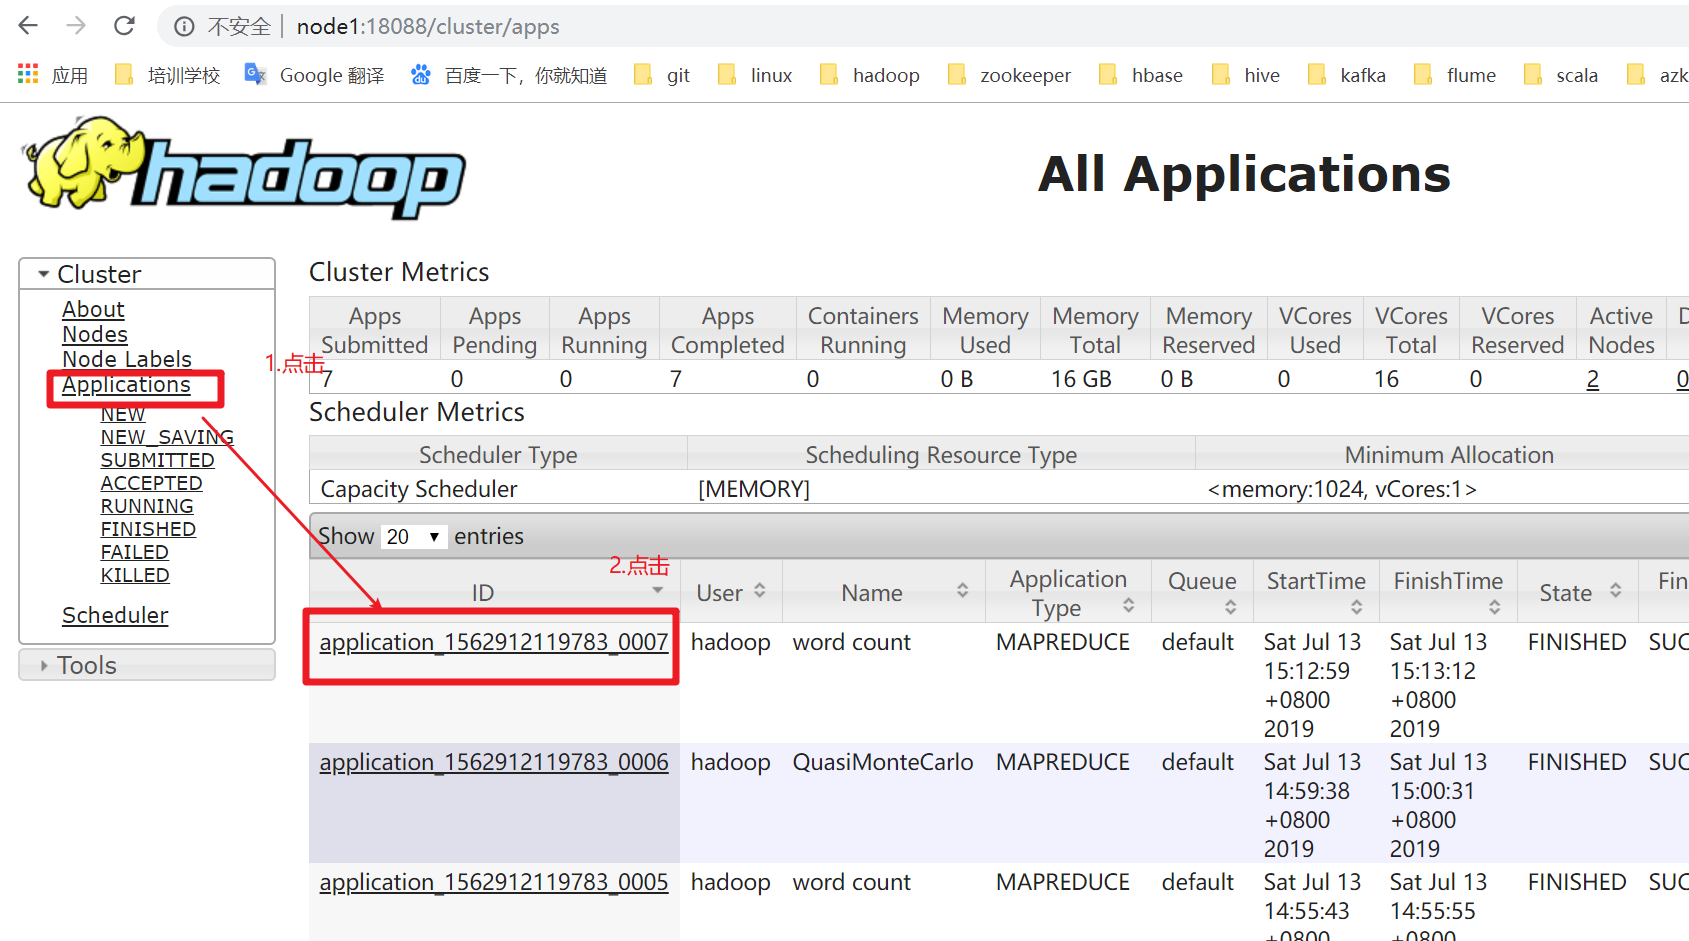 不安全 node1:18088/cluster/apps
应用 培训学校 Google 翻译 百度一下，你就知道 git linux hadoop zookeeper hbase hive kafka flume scala azk
hadoop
All Applications
Cluster
About
Nodes
Node Labels
Applications
NEW
NEW_SAVING
SUBMITTED
ACCEPTED
RUNNING
FINISHED
FAILED
KILLED
Scheduler
Tools
1.点击
Cluster Metrics
Apps Submitted Apps Pending Apps Running Apps Completed Containers Running Memory Used Memory Total Memory Reserved VCores Used VCores Total VCores Reserved Active Nodes D
7 0 0 7 0 0 B 16 GB 0 B 0 16 0 2 0
Scheduler Metrics
Scheduler Type Scheduling Resource Type Minimum Allocation
Capacity Scheduler [MEMORY] <memory:1024, vCores:1>
Show 20 entries
2.点击
ID User Name Application Type Queue StartTime FinishTime State Fin
application_1562912119783_0007 hadoop word count MAPREDUCE default Sat Jul 13 15:12:59 +0800 2019 Sat Jul 13 15:13:12 +0800 2019 FINISHED SUC
application_1562912119783_0006 hadoop QuasiMonteCarlo MAPREDUCE default Sat Jul 13 14:59:38 +0800 2019 Sat Jul 13 15:00:31 +0800 2019 FINISHED SUC
application_1562912119783_0005 hadoop word count MAPREDUCE default Sat Jul 13 14:55:43 +0800 Sat Jul 13 14:55:55 +0800 FINISHED SUC